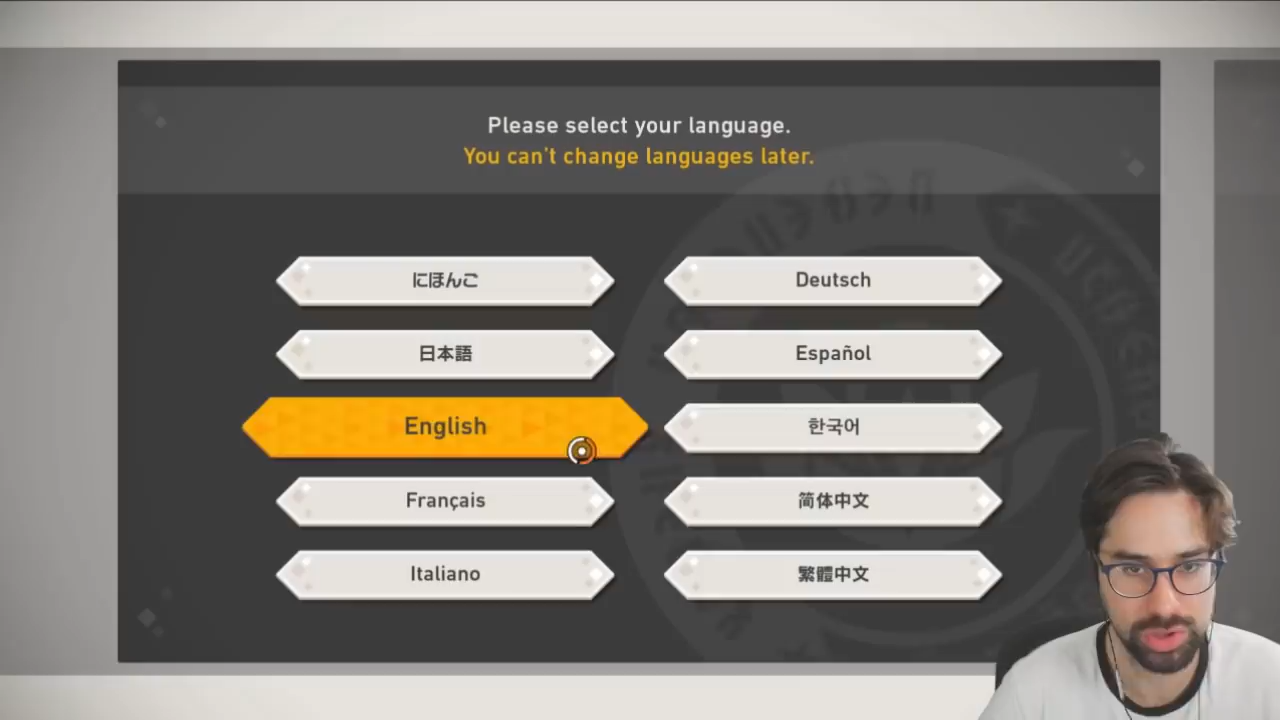 Please select your language.
You can't change languages later.
にほんご
日本語
English
Français
Italiano
Deutsch
Español
한국어
简体中文
繁體中文